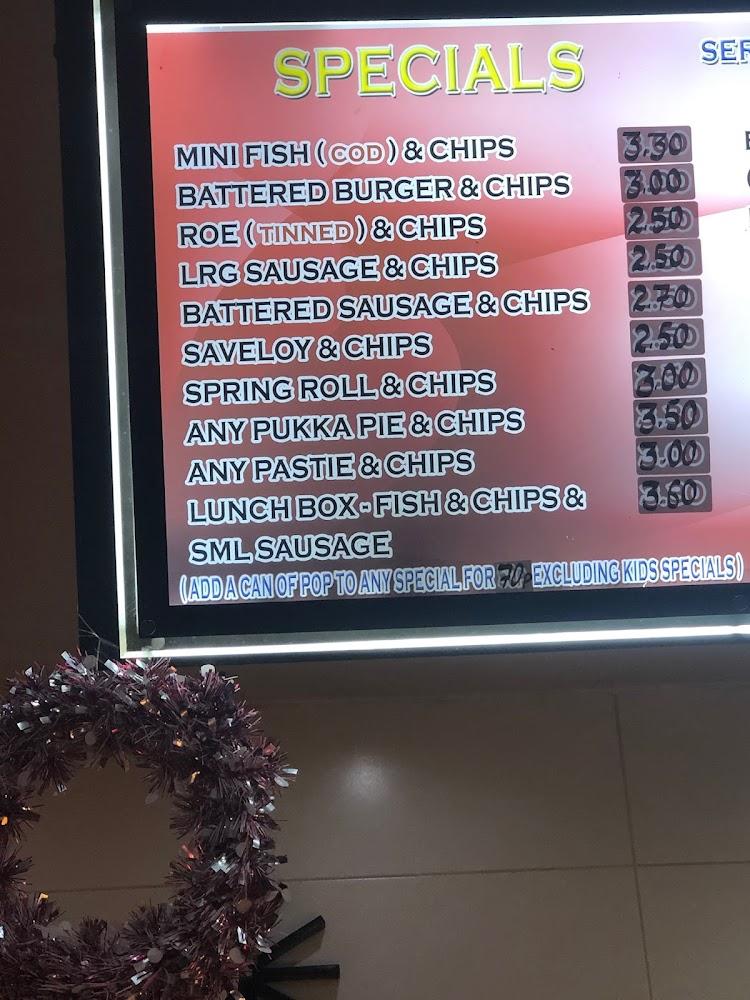 SPECIALS
MINI FISH (COD) & CHIPS 3.30
BATTERED BURGER & CHIPS 3.00
ROE (TINNED) & CHIPS 2.50
LRG SAUSAGE & CHIPS 2.50
BATTERED SAUSAGE & CHIPS 2.70
SAVELOY & CHIPS 2.50
SPRING ROLL & CHIPS 3.00
ANY PUKKA PIE & CHIPS 3.50
ANY PASTIE & CHIPS 3.00
LUNCH BOX - FISH & CHIPS & 3.60
SML SAUSAGE
(ADD A CAN OF POP TO ANY SPECIAL FOR 70p EXCLUDING KIDS SPECIALS)